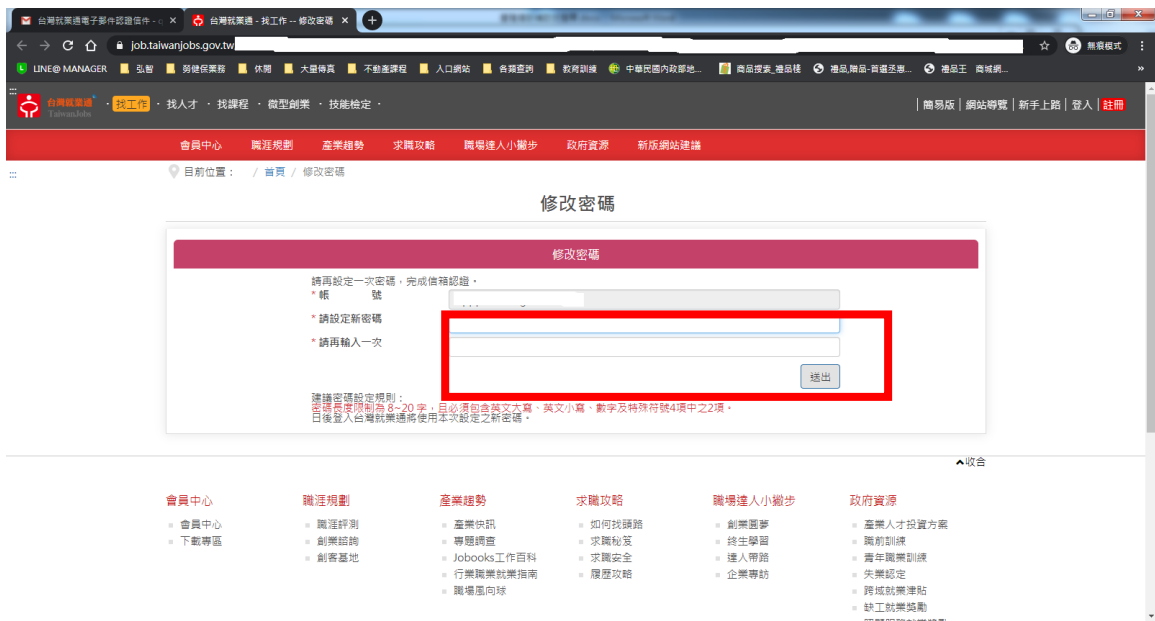 台灣就業通電子郵件認證信件 -
台灣就業通 - 找工作 -- 修改密碼
job.taiwanjobs.gov.tw
無痕模式
LINE@ MANAGER 弘智 勞健保業務 休閒 大量傳真 不動產課程 人口網站 各類查詢 教育訓練 中華民國內政部地... 商品搜索_禮品棧 禮品,贈品-首選丞惠... 禮品王 商城網... »
台灣就業通 TaiwanJobs ・找工作 ・找人才 ・找課程 ・微型創業 ・技能檢定 ・
| 簡易版 | 網站導覽 | 新手上路 | 登入 | 註冊
會員中心 職涯規劃 產業趨勢 求職攻略 職場達人小撇步 政府資源 新版網站建議
:::
目前位置： / 首頁 / 修改密碼
修改密碼
修改密碼
請再設定一次密碼，完成信箱認證。
* 帳 號
* 請設定新密碼
* 請再輸入一次
送出
建議密碼設定規則：
密碼長度限制為 8~20 字，且必須包含英文大寫、英文小寫、數字及特殊符號4項中之2項。
日後登入台灣就業通將使用本次設定之新密碼。
收合
會員中心 職涯規劃 產業趨勢 求職攻略 職場達人小撇步 政府資源
會員中心 職涯評測 產業快訊 如何找頭路 創業圓夢 產業人才投資方案
下載專區 創業諮詢 專題調查 求職秘笈 終生學習 職前訓練
創客基地 Jobooks工作百科 求職安全 達人帶路 青年職業訓練
行業職業就業指南 履歷攻略 企業專訪 失業認定
職場風向球 跨域就業津貼
缺工就業獎勵